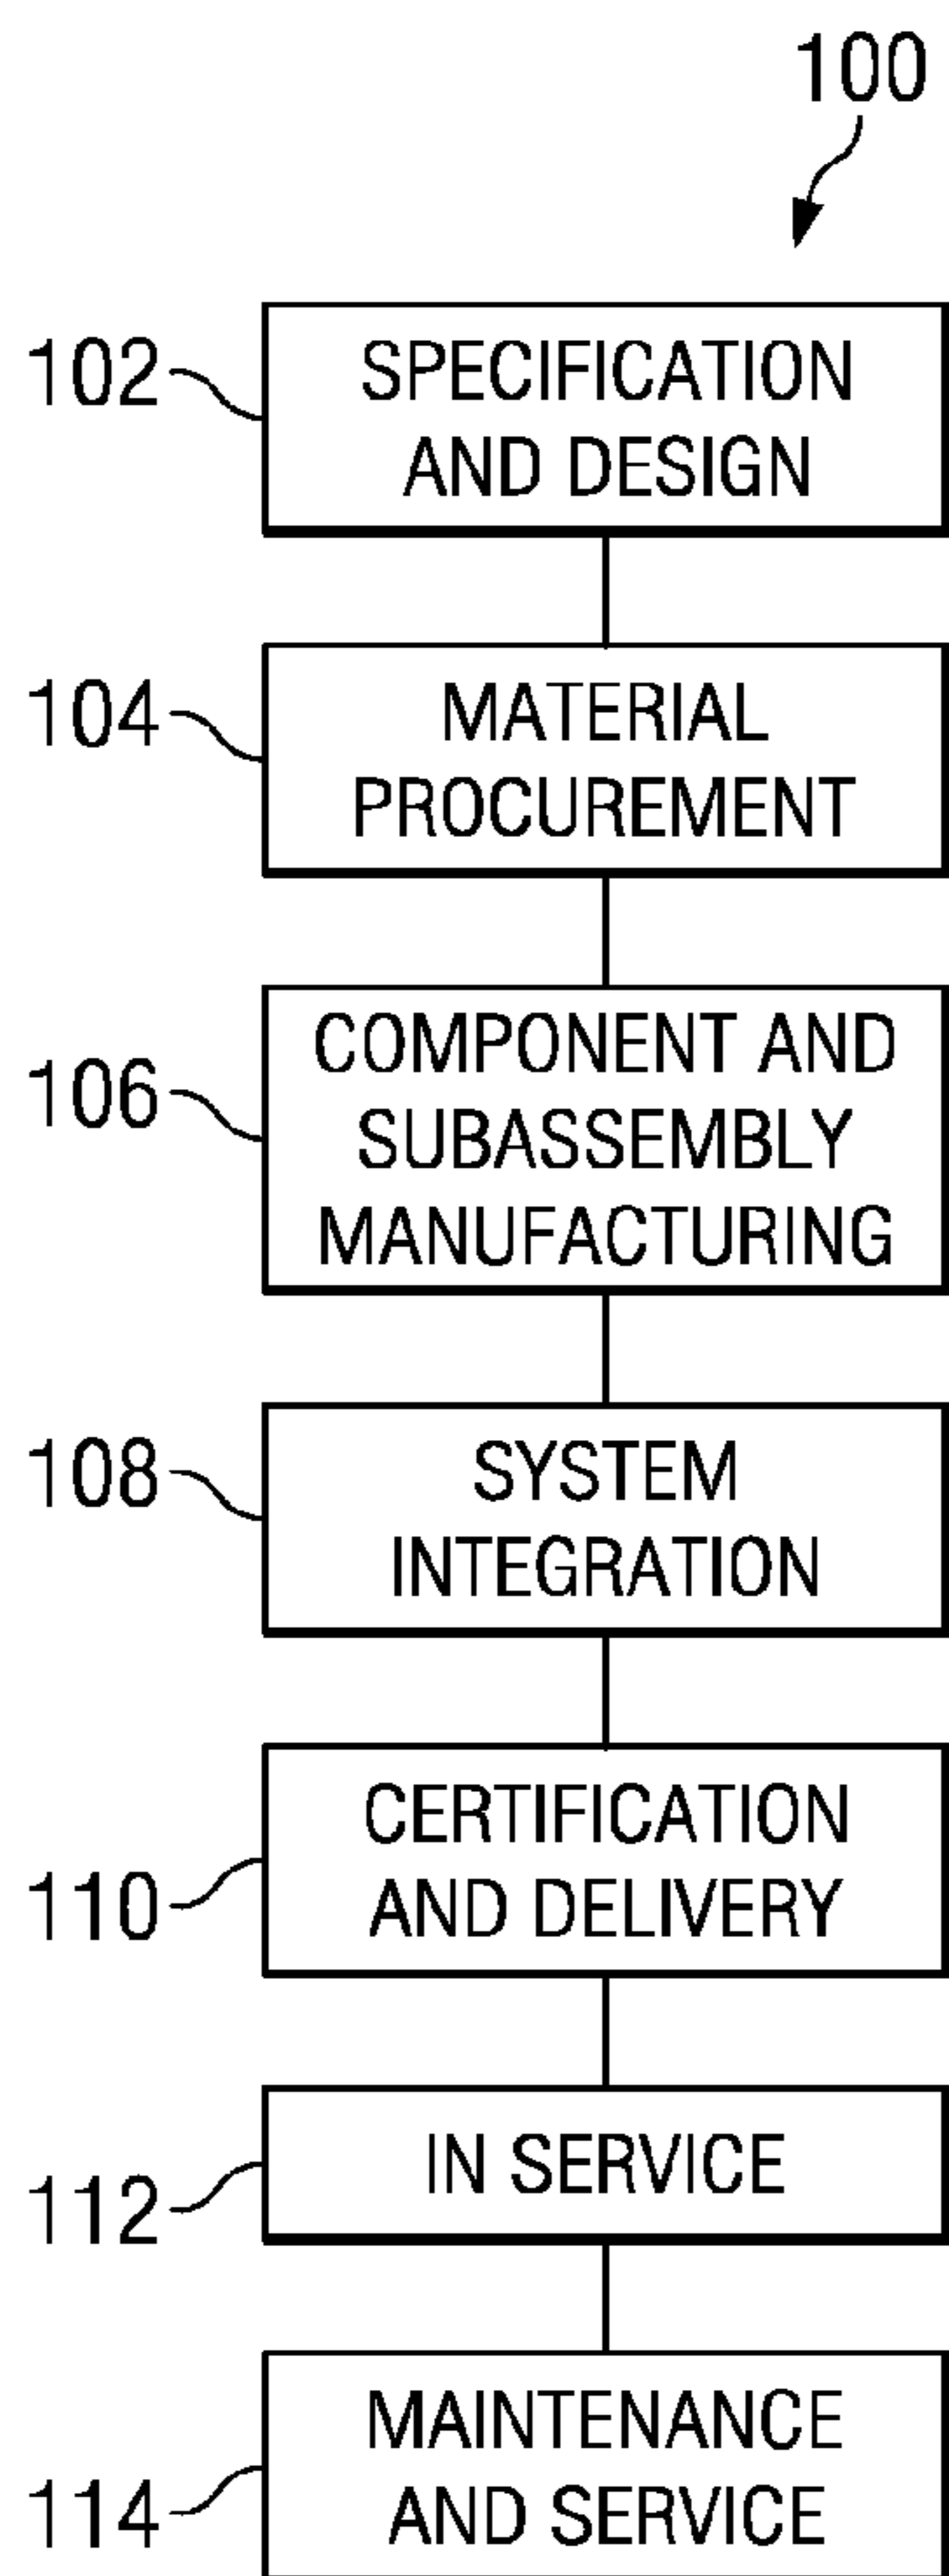 100
102
SPECIFICATION
AND DESIGN
104
MATERIAL
PROCUREMENT
106
COMPONENT AND
SUBASSEMBLY
MANUFACTURING
108
SYSTEM
INTEGRATION
110
CERTIFICATION
AND DELIVERY
112
IN SERVICE
114
MAINTENANCE
AND SERVICE